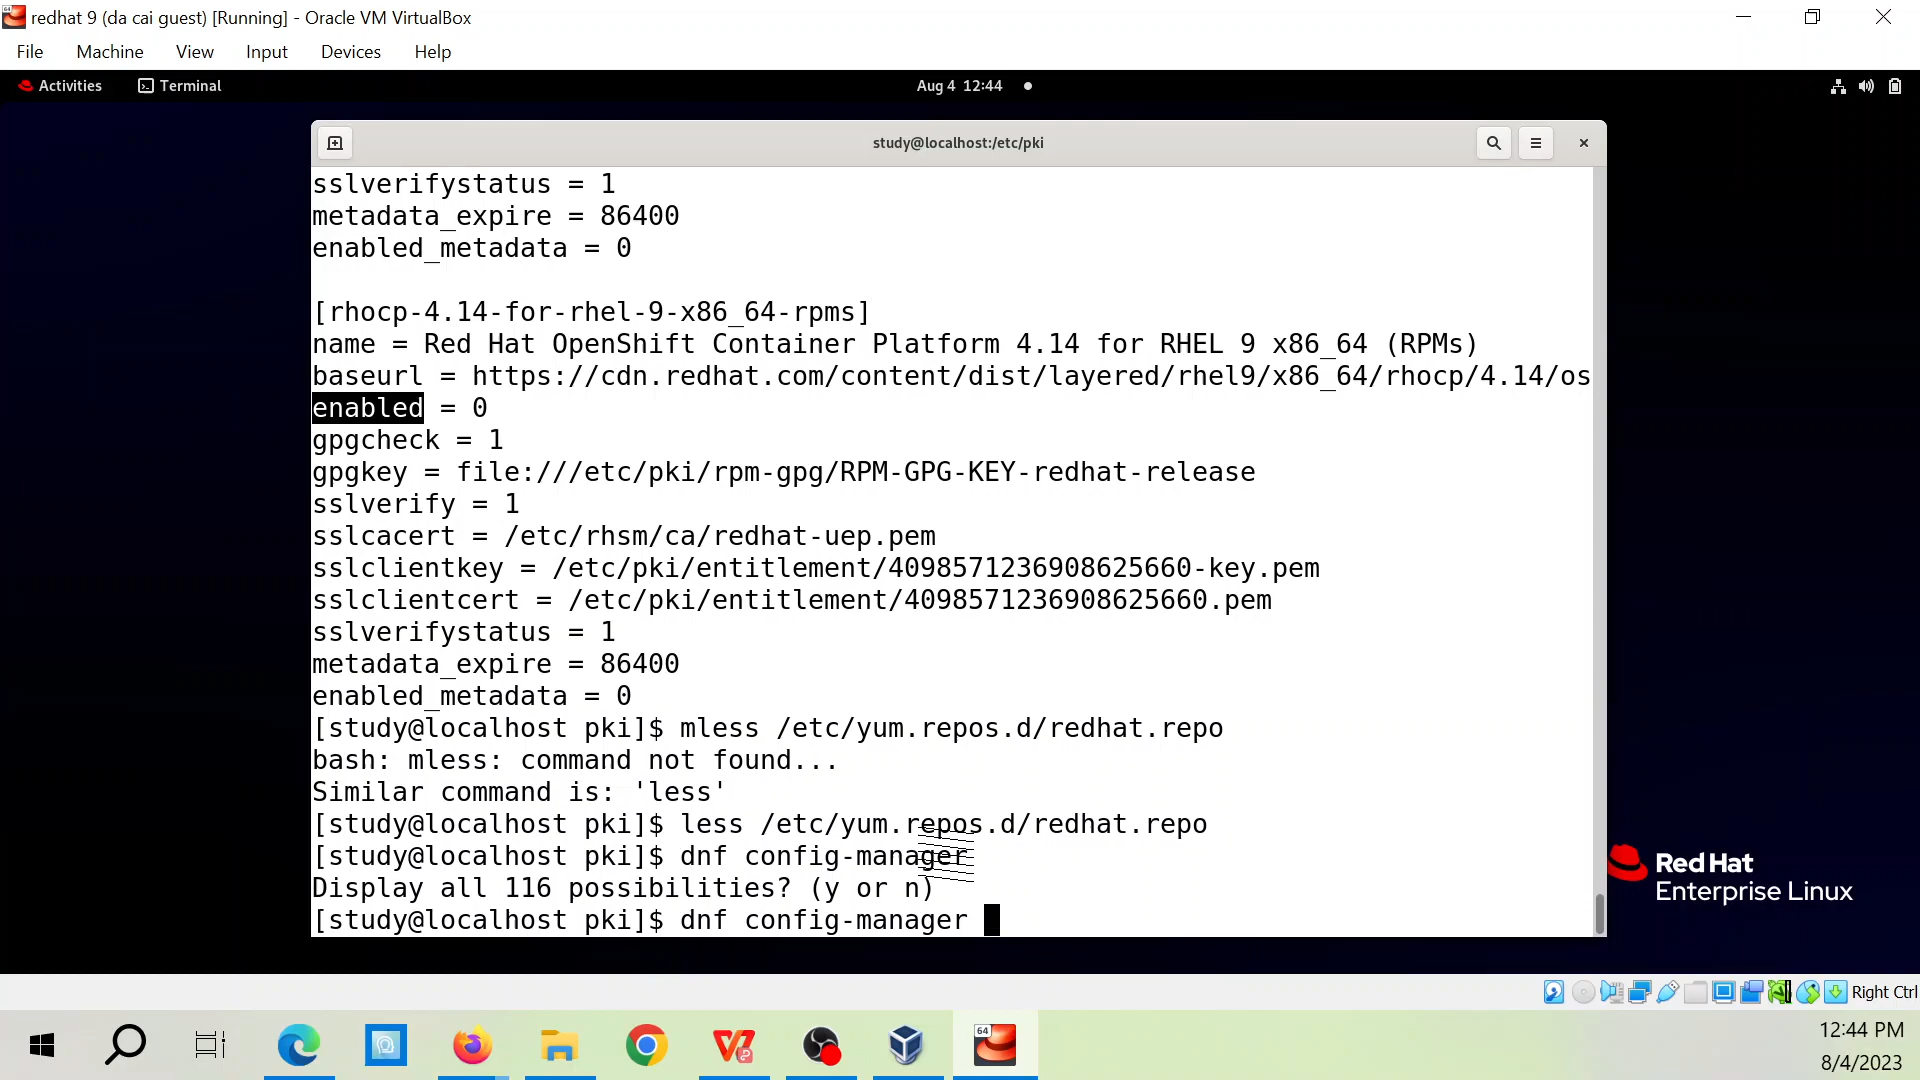 redhat 9 (da cai guest) [Running] - Oracle VM VirtualBox
File Machine View Input Devices Help
Activities Terminal Aug 4 12:44
study@localhost:/etc/pki
sslverifystatus = 1
metadata_expire = 86400
enabled_metadata = 0
[rhocp-4.14-for-rhel-9-x86_64-rpms]
name = Red Hat OpenShift Container Platform 4.14 for RHEL 9 x86_64 (RPMs)
baseurl = https://cdn.redhat.com/content/dist/layered/rhel9/x86_64/rhocp/4.14/os
enabled = 0
gpgcheck = 1
gpgkey = file:///etc/pki/rpm-gpg/RPM-GPG-KEY-redhat-release
sslverify = 1
sslcacert = /etc/rhsm/ca/redhat-uep.pem
sslclientkey = /etc/pki/entitlement/4098571236908625660-key.pem
sslclientcert = /etc/pki/entitlement/4098571236908625660.pem
sslverifystatus = 1
metadata_expire = 86400
enabled_metadata = 0
[study@localhost pki]$ mless /etc/yum.repos.d/redhat.repo
bash: mless: command not found...
Similar command is: 'less'
[study@localhost pki]$ less /etc/yum.repos.d/redhat.repo
[study@localhost pki]$ dnf config-manager
Display all 116 possibilities? (y or n)
[study@localhost pki]$ dnf config-manager
Red Hat
Enterprise Linux
Right Ctrl
64
12:44 PM
8/4/2023